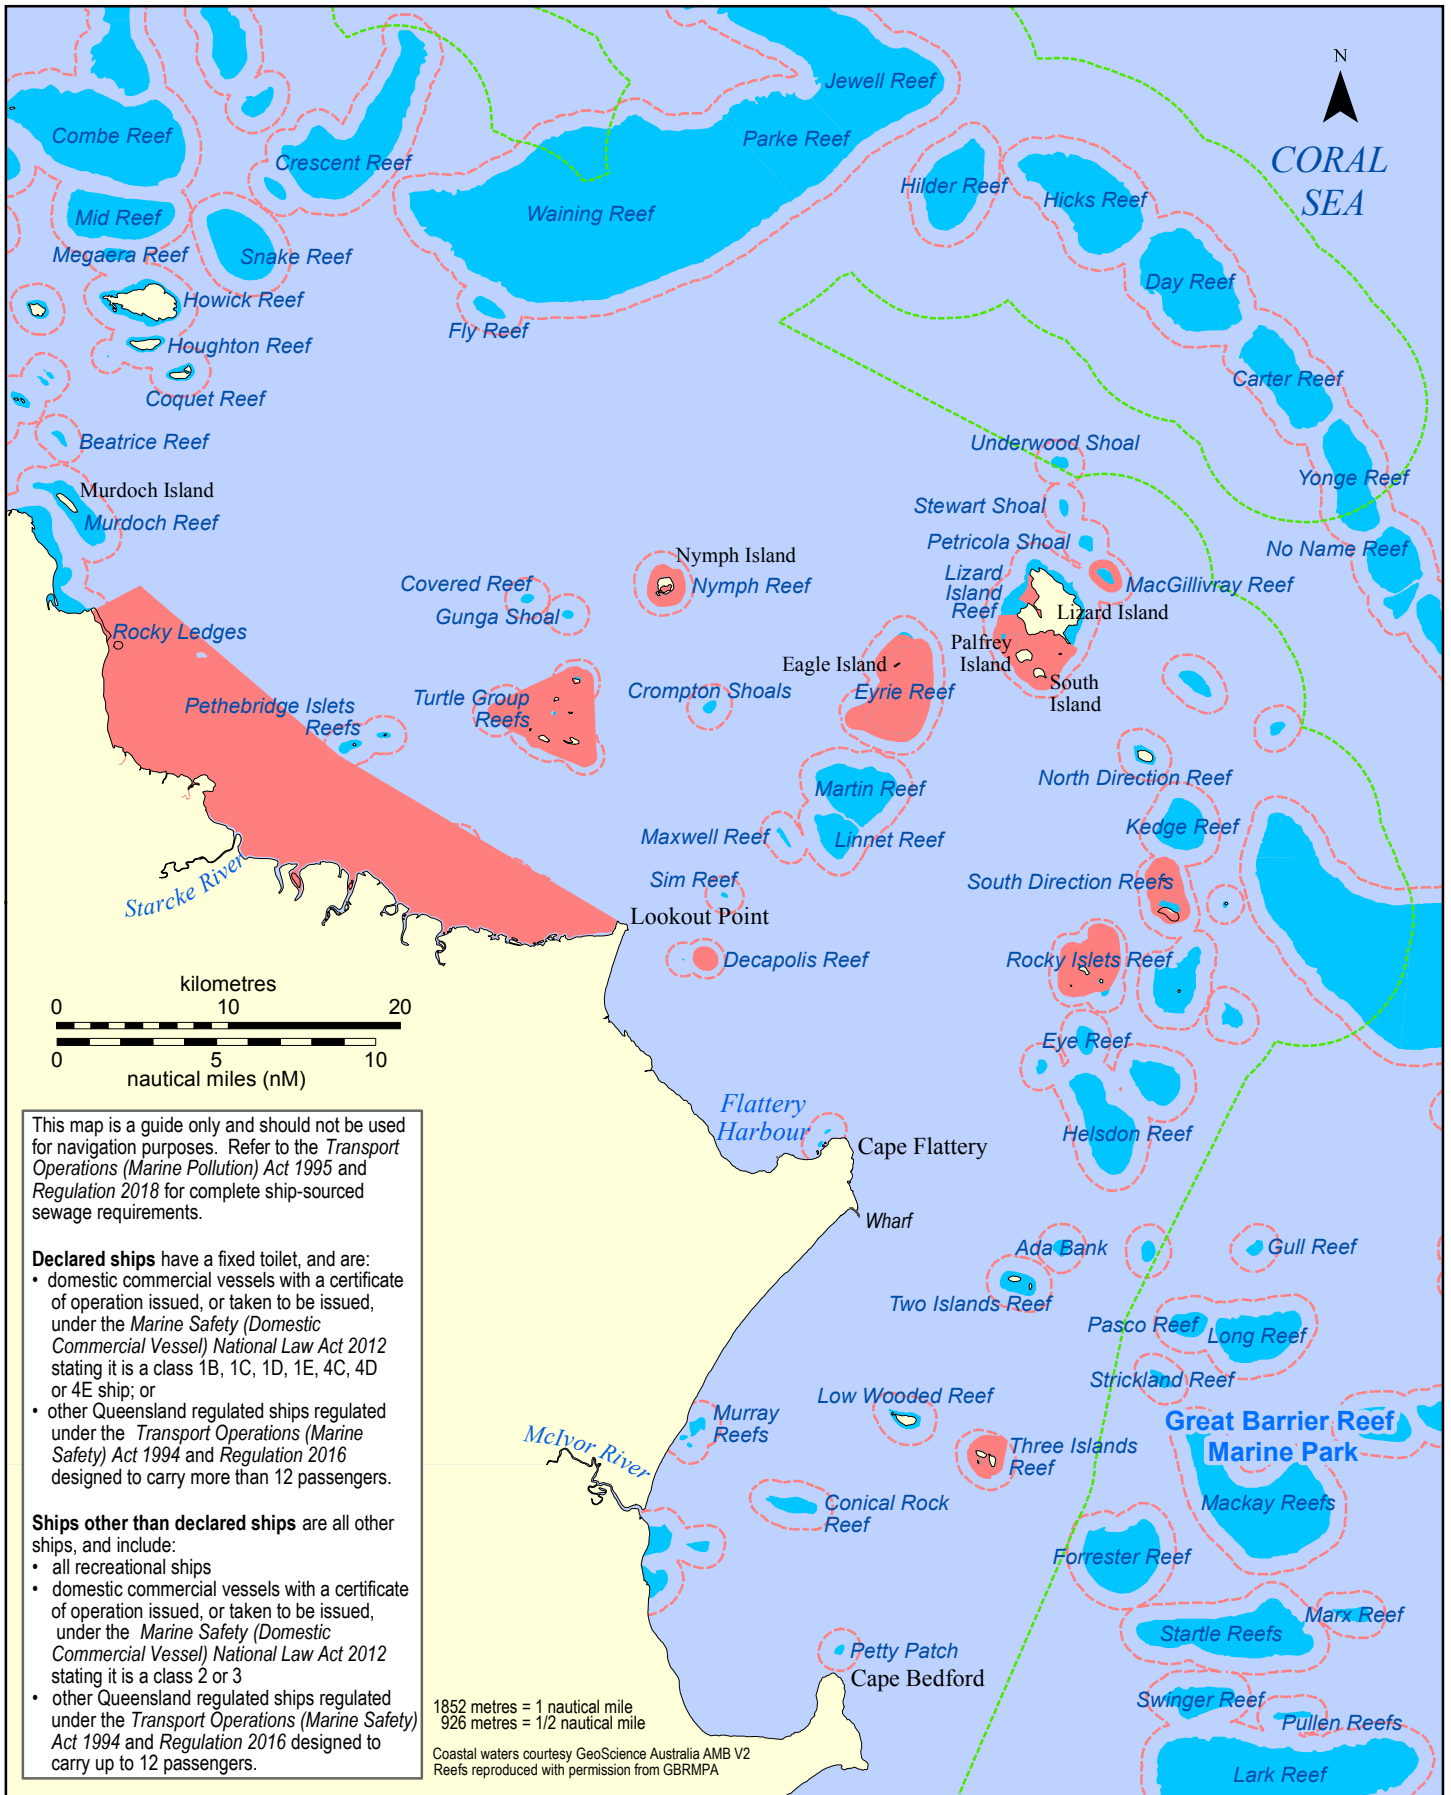 Jewell Reef
Combe Reef
Parke Reef
Crescent Reef
N
CORAL
SEA
Hilder Reef
Hicks Reef
Mid Reef
Waining Reef
Megaera Reef
Snake Reef
Day Reef
Howick Reef
Fly Reef
Houghton Reef
Carter Reef
Coquet Reef
Beatrice Reef
Underwood Shoal
Yonge Reef
Murdoch Island
Stewart Shoal
Murdoch Reef
Petricola Shoal
No Name Reef
Nymph Island
Nymph Reef
Covered Reef
Gunga Shoal
Lizard
Island
Reef
MacGillivray Reef
Lizard Island
Rocky Ledges
Palfrey
Island
Eagle Island
Eyrie Reef
South
Island
Turtle Group
Reefs
Crompton Shoals
Pethebridge Islets
Reefs
North Direction Reef
Martin Reef
Kedge Reef
Maxwell Reef
Linnet Reef
Starcke River
Sim Reef
South Direction Reefs
Lookout Point
Decapolis Reef
Rocky Islets Reef
kilometres
0 10 20
0 5 10
nautical miles (nM)
Eye Reef
Flattery
Harbour
Helsdon Reef
Cape Flattery
Wharf
This map is a guide only and should not be used
for navigation purposes. Refer to the Transport
Operations (Marine Pollution) Act 1995 and
Regulation 2018 for complete ship-sourced
sewage requirements.
Declared ships have a fixed toilet, and are:
• domestic commercial vessels with a certificate
of operation issued, or taken to be issued,
under the Marine Safety (Domestic
Commercial Vessel) National Law Act 2012
stating it is a class 1B, 1C, 1D, 1E, 4C, 4D
or 4E ship; or
• other Queensland regulated ships regulated
under the Transport Operations (Marine
Safety) Act 1994 and Regulation 2016
designed to carry more than 12 passengers.
Ships other than declared ships are all other
ships, and include:
• all recreational ships
• domestic commercial vessels with a certificate
of operation issued, or taken to be issued,
under the Marine Safety (Domestic
Commercial Vessel) National Law Act 2012
stating it is a class 2 or 3
• other Queensland regulated ships regulated
under the Transport Operations (Marine Safety)
Act 1994 and Regulation 2016 designed to
carry up to 12 passengers.
Ada Bank
Gull Reef
Two Islands Reef
Pasco Reef
Long Reef
Strickland Reef
Low Wooded Reef
Murray
Reefs
Great Barrier Reef
Marine Park
McIvor River
Three Islands
Reef
Conical Rock
Reef
Mackay Reefs
Forrester Reef
Marx Reef
Startle Reefs
Petty Patch
Cape Bedford
Swinger Reef
Pullen Reefs
Lark Reef
1852 metres = 1 nautical mile
926 metres = 1/2 nautical mile
Coastal waters courtesy GeoScience Australia AMB V2
Reefs reproduced with permission from GBRMPA